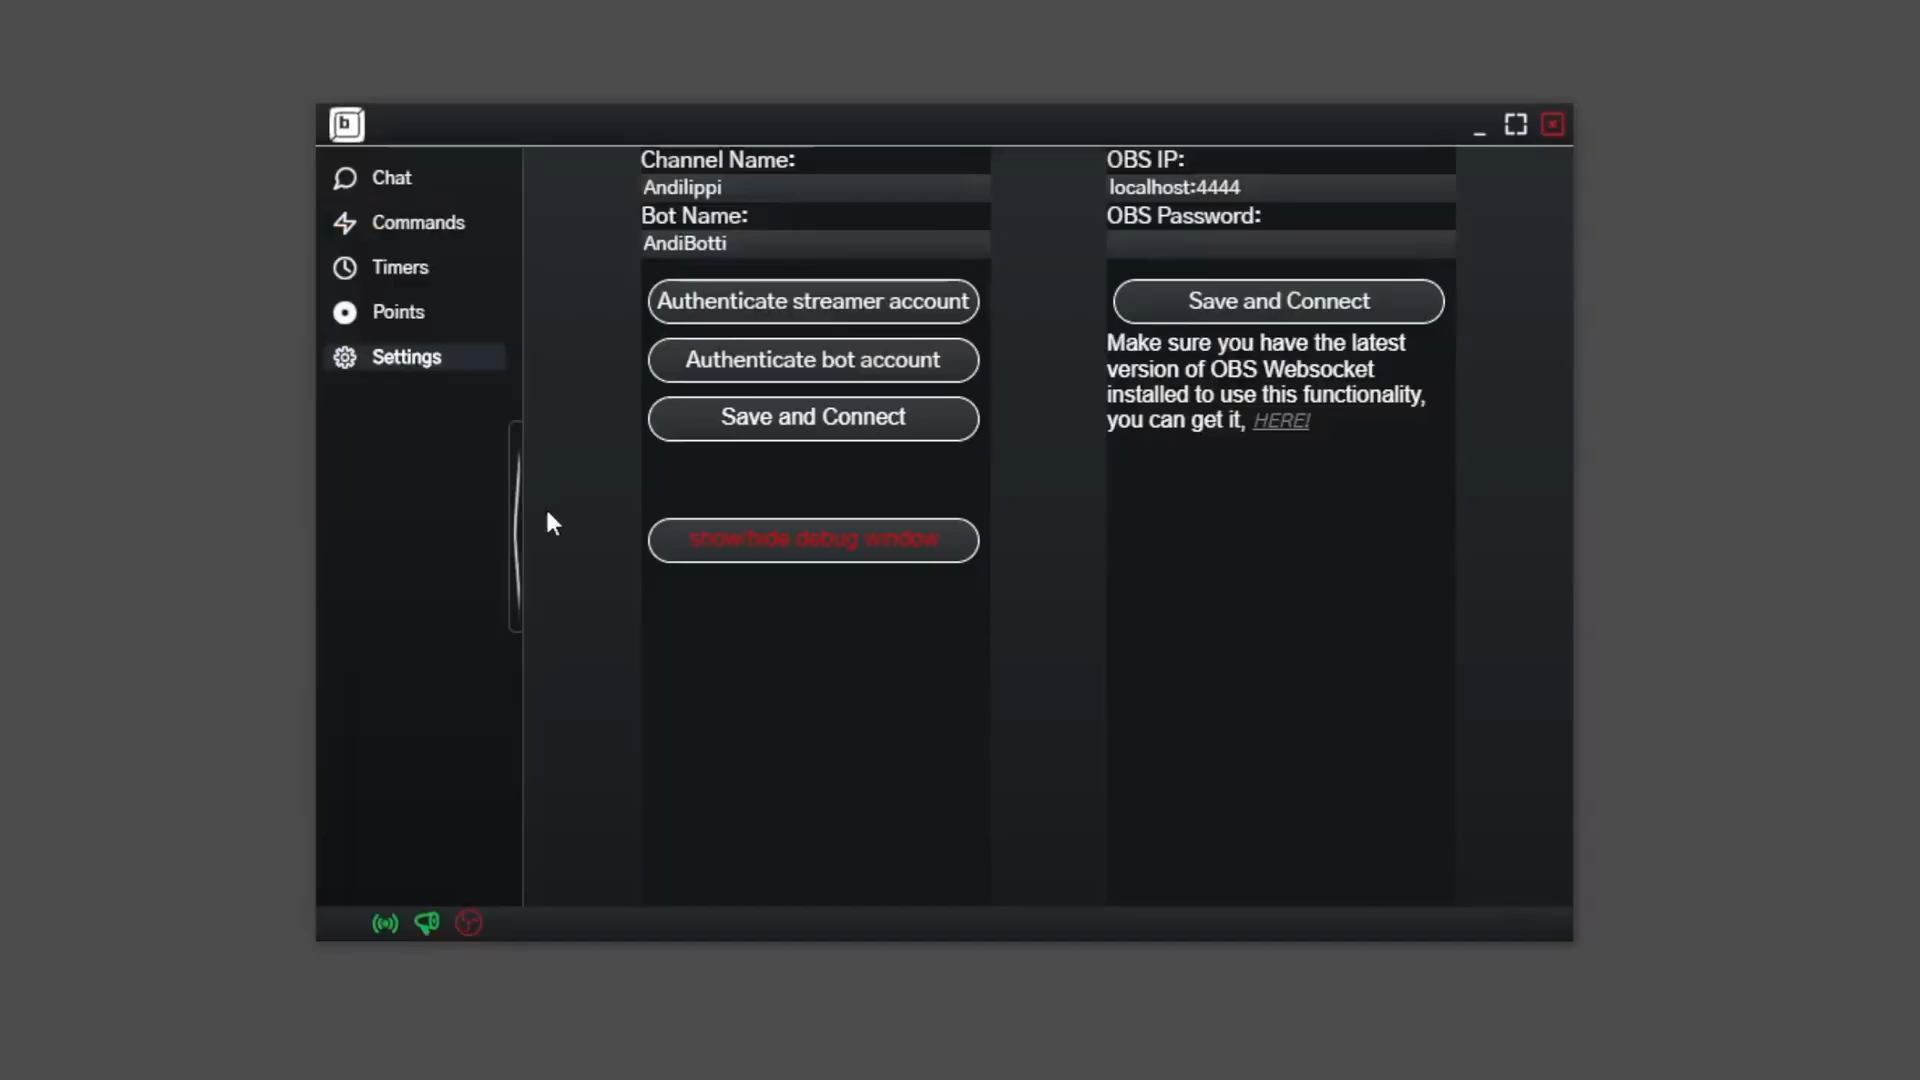 b
Chat
Commands
Timers
Points
Settings
Channel Name:
Andilippi
Bot Name:
AndiBotti
Authenticate streamer account
Authenticate bot account
Save and Connect
show/hide debug window
OBS IP:
localhost:4444
OBS Password:
Save and Connect
Make sure you have the latest
version of OBS Websocket
installed to use this functionality,
you can get it, HERE!